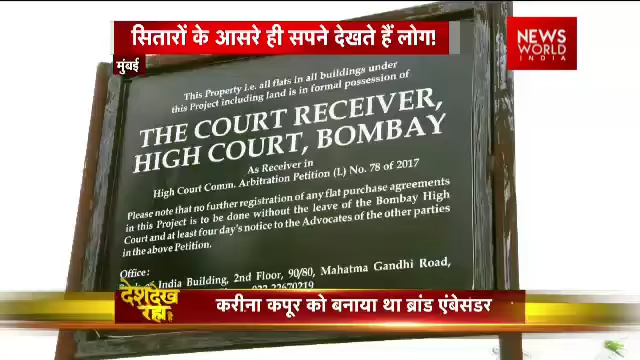 सितारों के आसरे ही सपने देखते हैं लोग!
NEWS
WORLD
INDIA
मुंबई
This Property i.e. all flats in all buildings under
this Project including land is in formal possession of
THE COURT RECEIVER,
HIGH COURT, BOMBAY
As Receiver in
High Court Comm. Arbitration Petition (L) No. 78 of 2017
Please note that no further registration of any flat purchase agreements
in this Project is to be done without the leave of the Bombay High
Court and at least four day's notice to the Advocates of the other parties
in the above Petition.
Office:
India Building, 2nd Floor, 90/80, Mahatma Gandhi Road,
22670219
देश देख
रहा है
करीना कपूर को बनाया था ब्रांड एंबेसडर